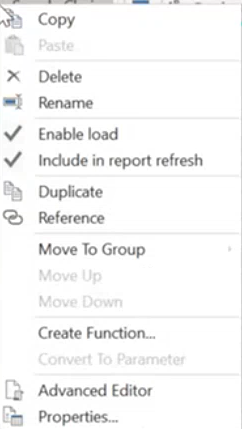 Copy
Paste
Delete
Rename
Enable load
Include in report refresh
Duplicate
Reference
Move To Group
Move Up
Move Down
Create Function...
Convert To Parameter
Advanced Editor
Properties...